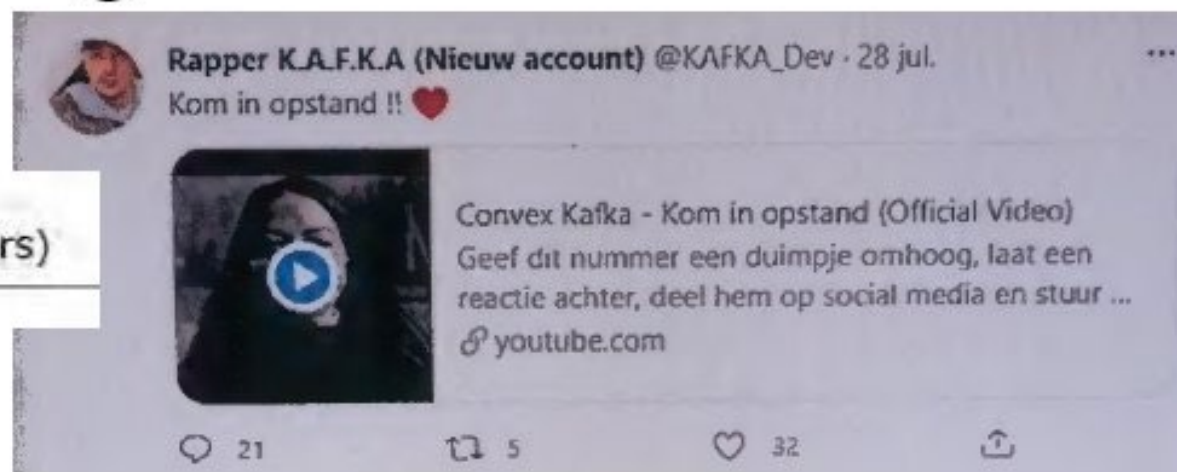 Rapper K.A.F.K.A (Nieuw account) @KAFKA_Dev · 28 jul.
Kom in opstand !! ❤
rs)
Convex Kafka - Kom in opstand (Official Video)
Geef dit nummer een duimpje omhoog, laat een
reactie achter, deel hem op social media en stuur ...
youtube.com
21 5 32